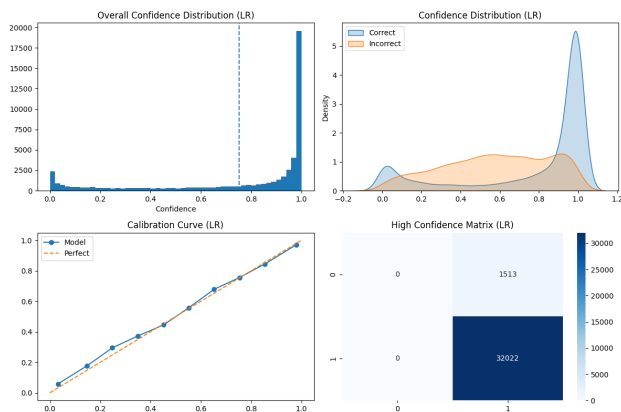 Overall Confidence Distribution (LR)
20000
17500
15000
12500
10000
7500
5000
2500
0
0.0 0.2 0.4 0.6 0.8 1.0
Confidence
Confidence Distribution (LR)
Correct
Incorrect
Density
5
4
3
2
1
0
−0.2 0.0 0.2 0.4 0.6 0.8 1.0 1.2
Calibration Curve (LR)
Model
Perfect
1.0
0.8
0.6
0.4
0.2
0.0
0.0 0.2 0.4 0.6 0.8 1.0
High Confidence Matrix (LR)
0
0 1513
1
0 32022
0 1
30000
25000
20000
15000
10000
5000
0